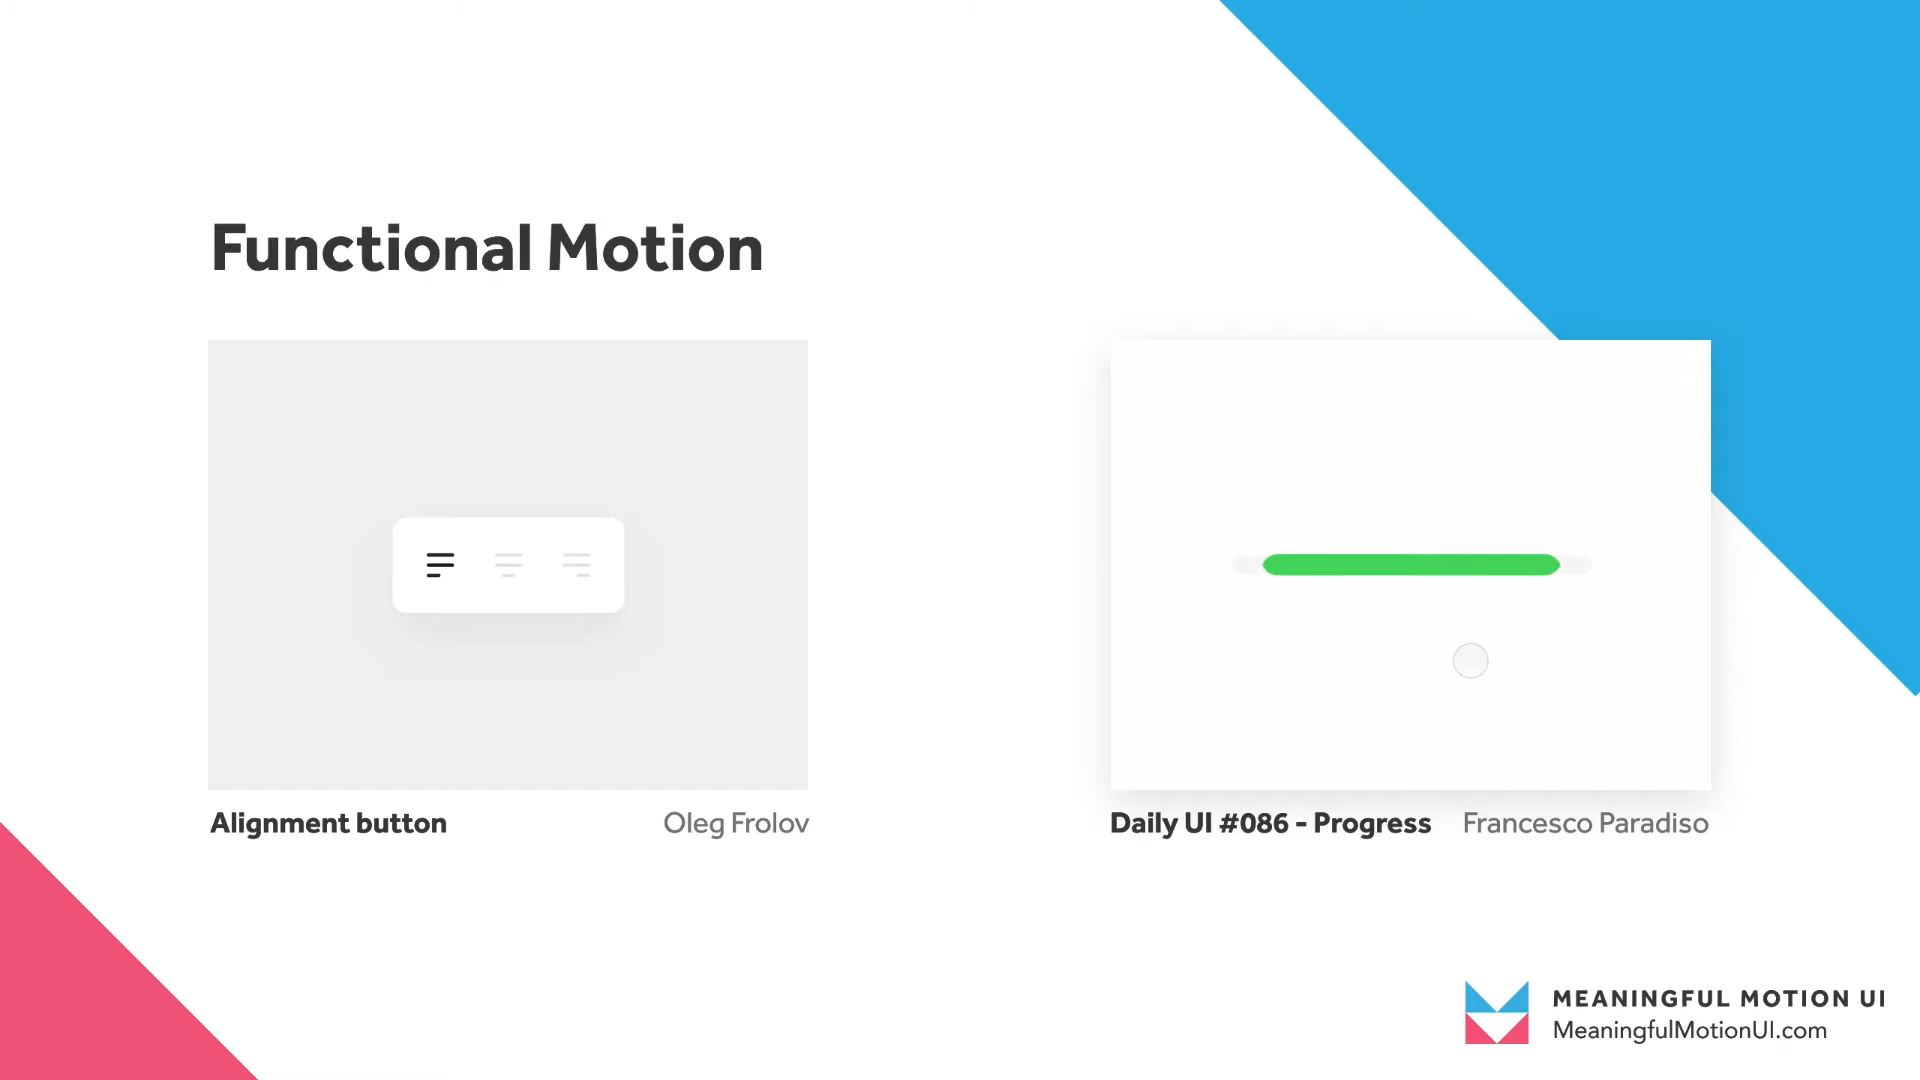 Functional Motion
Alignment button
Oleg Frolov
Daily UI #086 - Progress
Francesco Paradiso
MEANINGFUL MOTION UI
MeaningfulMotionUI.com